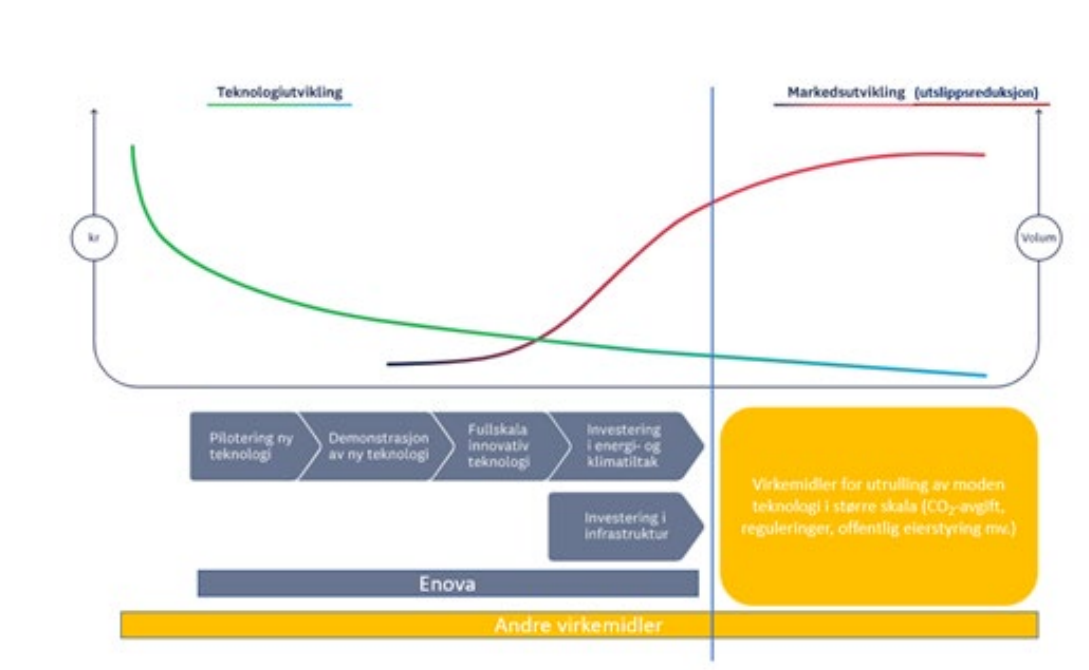 Teknologiutvikling
Markedsutvikling (utslippsreduksjon)
kr
Volum
Pilotering ny
teknologi
Demonstrasjon
av ny teknologi
Fullskala
innovativ
teknologi
Investering
i energi- og
klimatiltak
Investering i
infrastruktur
Virkemidler for utrulling av moden
teknologi i større skala (CO₂-avgift,
reguleringer, offentlig eierstyring mv.)
Enova
Andre virkemidler